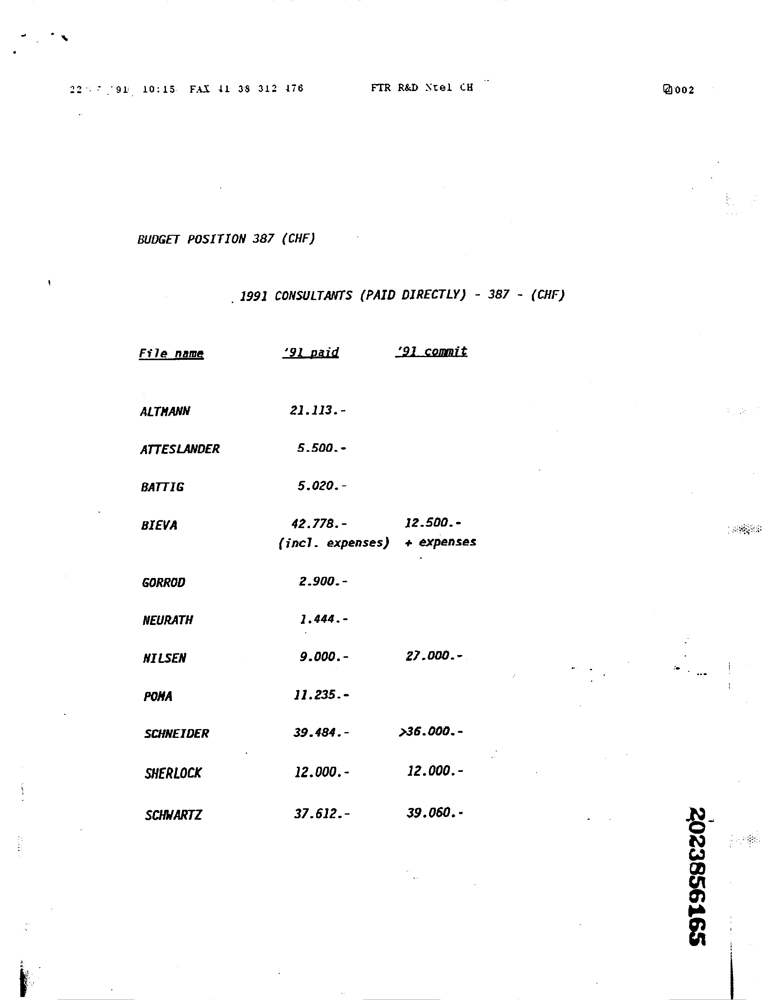 '91 10:15 FAX 41 38 312 476 FTR R&D Ntel CH 002
BUDGET POSITION 387 (CHF)
1991 CONSULTANTS (PAID DIRECTLY) - 387 - (CHF)
File name '91 paid '91 commit
ALTMANN 21.113.-
ATTESLANDER 5.500.-
BATTIG 5.020.-
BIEVA 42.778.- 12.500.-
(incl. expenses) + expenses
GORROD 2.900.-
NEURATH 1.444.-
NILSEN 9.000.- 27.000.-
POMA 11.235.-
SCHNEIDER 39.484.- >36.000.-
SHERLOCK 12.000.- 12.000.-
SCHWARTZ 37.612.- 39.060.-
2023856165